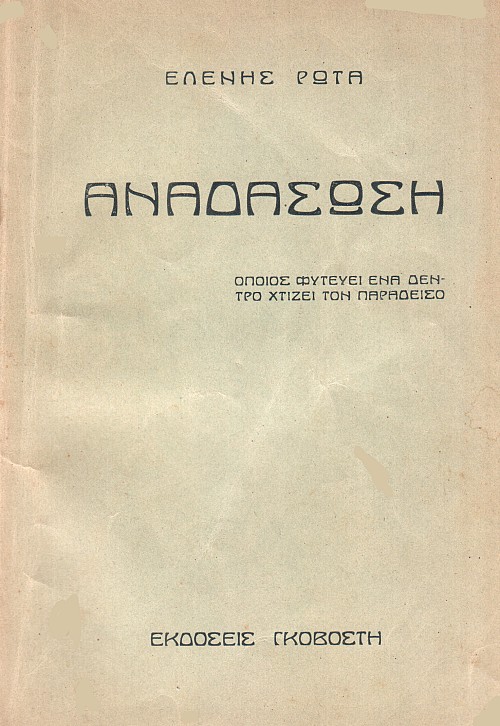 ΕΛΕΝΗΣ ΡΩΤΑ
ΑΝΑΔΑΣΩΣΗ
ΟΠΟΙΟΣ ΦΥΤΕΥΕΙ ΕΝΑ ΔΕΝ-
ΤΡΟ ΧΤΙΖΕΙ ΤΟΝ ΠΑΡΑΔΕΙΣΟ
ΕΚΔΟΣΕΙΣ ΓΚΟΒΟΣΤΗ